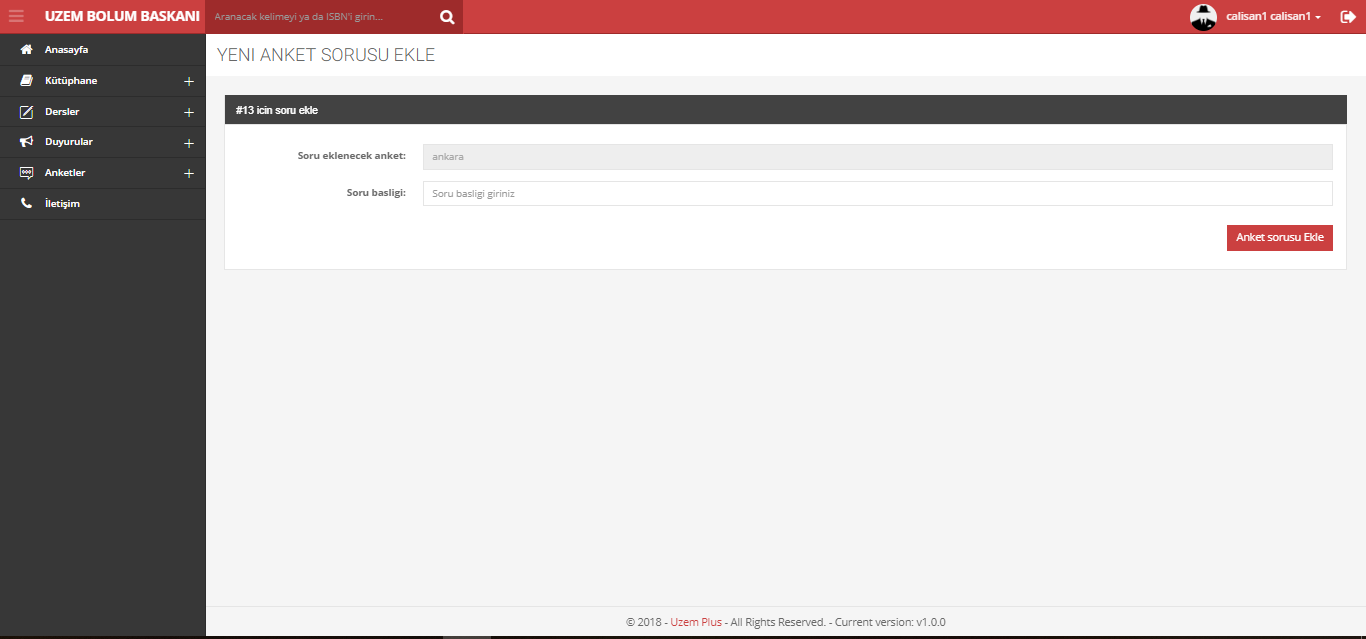 UZEM BOLUM BASKANI
Aranacak kelimeyi ya da ISBN'i girin...
calisan1 calisan1
Anasayfa
Kütüphane
Dersler
Duyurular
Anketler
İletişim
YENI ANKET SORUSU EKLE
#13 icin soru ekle
Soru eklenecek anket: ankara
Soru basligi: Soru basligi giriniz
Anket sorusu Ekle
© 2018 - Uzem Plus - All Rights Reserved. - Current version: v1.0.0